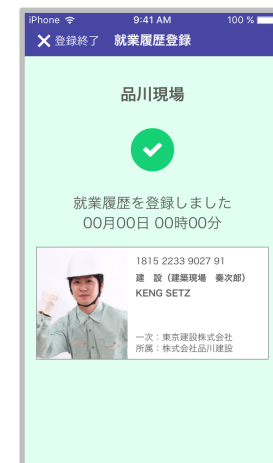 iPhone 9:41 AM 100 %
登録終了 就業履歴登録
品川現場
就業履歴を登録しました
00月00日 00時00分
1815 2233 9027 91
建　設（建築現場　奏次郎）
KENG SETZ
一次：東京建設株式会社
所属：株式会社品川建設